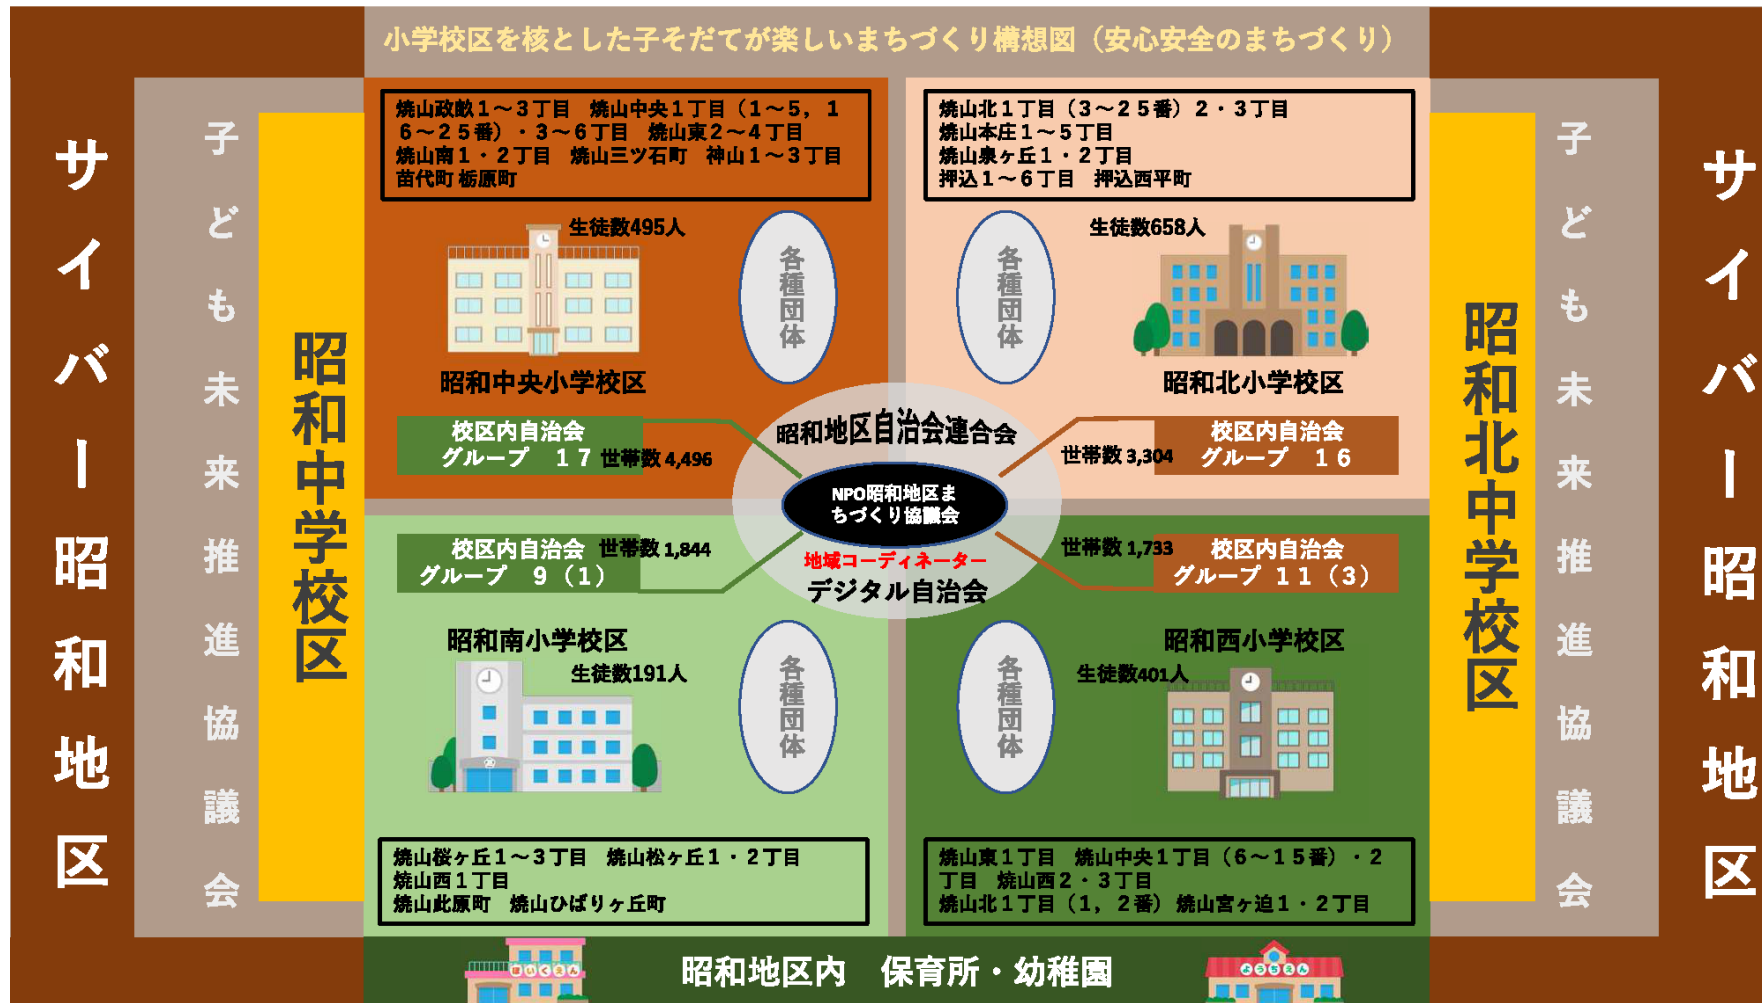 小学校区を核とした子そだてが楽しいまちづくり構想図（安心安全のまちづくり）
サイバー昭和地区
子ども未来推進協議会
昭和中学校区
焼山政畝１～３丁目　焼山中央１丁目（１～５，１
６～２５番）・３～６丁目　焼山東２～４丁目
焼山南１・２丁目　焼山三ツ石町　神山１～３丁目
苗代町 栃原町
生徒数495人
各種団体
昭和中央小学校区
校区内自治会
グループ　１７
世帯数 4,496
焼山北１丁目（３～２５番）２・３丁目
焼山本庄１～５丁目
焼山泉ヶ丘１・２丁目
押込１～６丁目　押込西平町
生徒数658人
各種団体
昭和北小学校区
世帯数 3,304
校区内自治会
グループ　１６
昭和地区自治会連合会
NPO昭和地区ま
ちづくり協議会
地域コーディネーター
デジタル自治会
校区内自治会
グループ　９（１）
世帯数 1,844
昭和南小学校区
生徒数191人
各種団体
焼山桜ヶ丘１～３丁目　焼山松ヶ丘１・２丁目
焼山西１丁目
焼山此原町　焼山ひばりヶ丘町
世帯数 1,733
校区内自治会
グループ １１（３）
昭和西小学校区
生徒数401人
各種団体
焼山東１丁目　焼山中央１丁目（６～１５番）・２
丁目　焼山西２・３丁目
焼山北１丁目（１，２番） 焼山宮ヶ迫１・２丁目
昭和北中学校区
子ども未来推進協議会
サイバー昭和地区
ほいくえん
昭和地区内　保育所・幼稚園
ようちえん